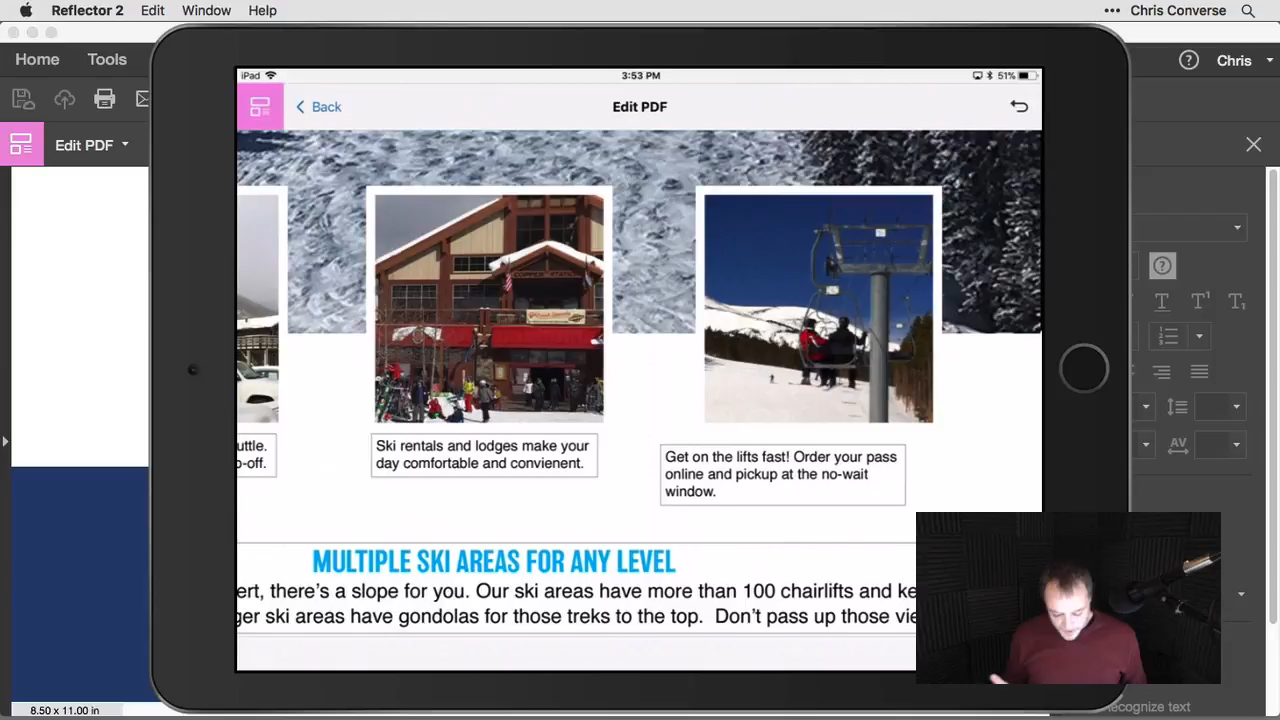 Reflector 2 Edit Window Help
Chris Converse
Home Tools
Chris
Edit PDF
iPad
3:53 PM
51%
Back
Edit PDF
uttle.
o-off.
Ski rentals and lodges make your
day comfortable and convienent.
Get on the lifts fast! Order your pass
online and pickup at the no-wait
window.
MULTIPLE SKI AREAS FOR ANY LEVEL
ert, there's a slope for you. Our ski areas have more than 100 chairlifts and ke
ger ski areas have gondolas for those treks to the top. Don't pass up those vie
8.50 x 11.00 in
ecognize text